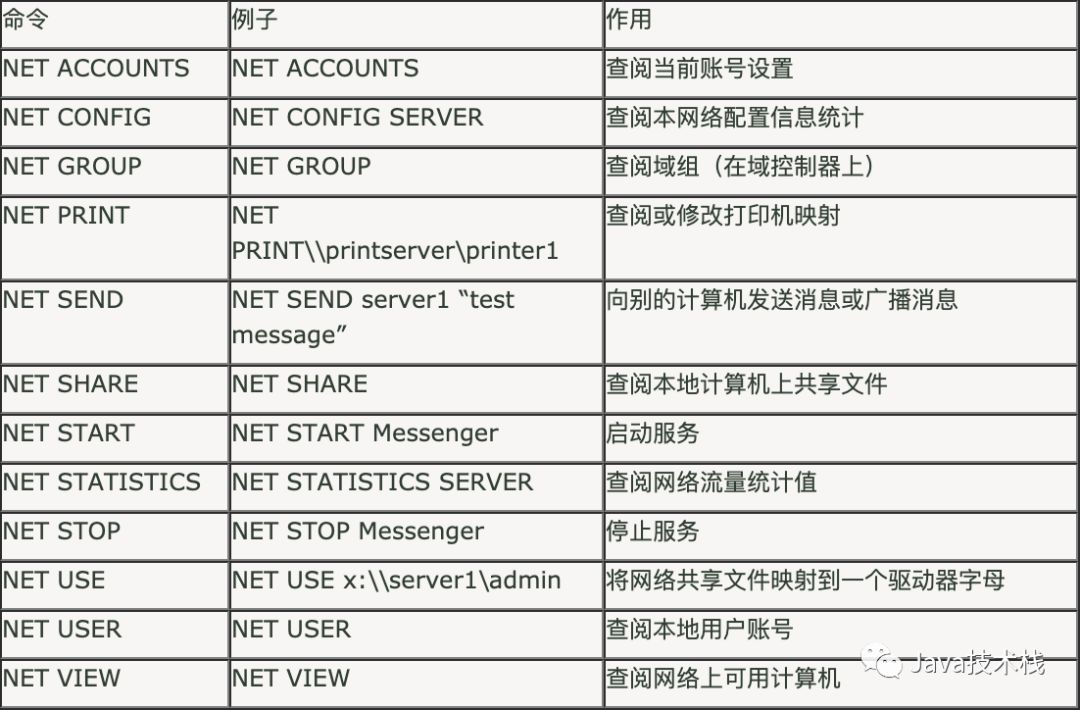 命令 例子 作用
NET ACCOUNTS NET ACCOUNTS 查阅当前账号设置
NET CONFIG NET CONFIG SERVER 查阅本网络配置信息统计
NET GROUP NET GROUP 查阅域组（在域控制器上）
NET PRINT NET 查阅或修改打印机映射
PRINT\\printserver\printer1
NET SEND NET SEND server1 “test 向别的计算机发送消息或广播消息
message”
NET SHARE NET SHARE 查阅本地计算机上共享文件
NET START NET START Messenger 启动服务
NET STATISTICS NET STATISTICS SERVER 查阅网络流量统计值
NET STOP NET STOP Messenger 停止服务
NET USE NET USE x:\\server1\admin 将网络共享文件映射到一个驱动器字母
NET USER NET USER 查阅本地用户账号
NET VIEW NET VIEW 查阅网络上可用计算机
Java技术栈